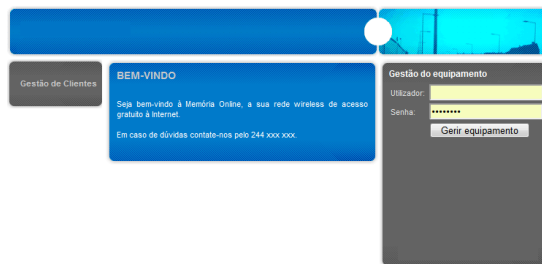 Gestão de Clientes
BEM-VINDO
Seja bem-vindo à Memória Online, a sua rede wireless de acesso
gratuito à Internet.
Em caso de dúvidas contate-nos pelo 244 xxx xxx.
Gestão do equipamento
Utilizador:
Senha: ••••••••
Gerir equipamento